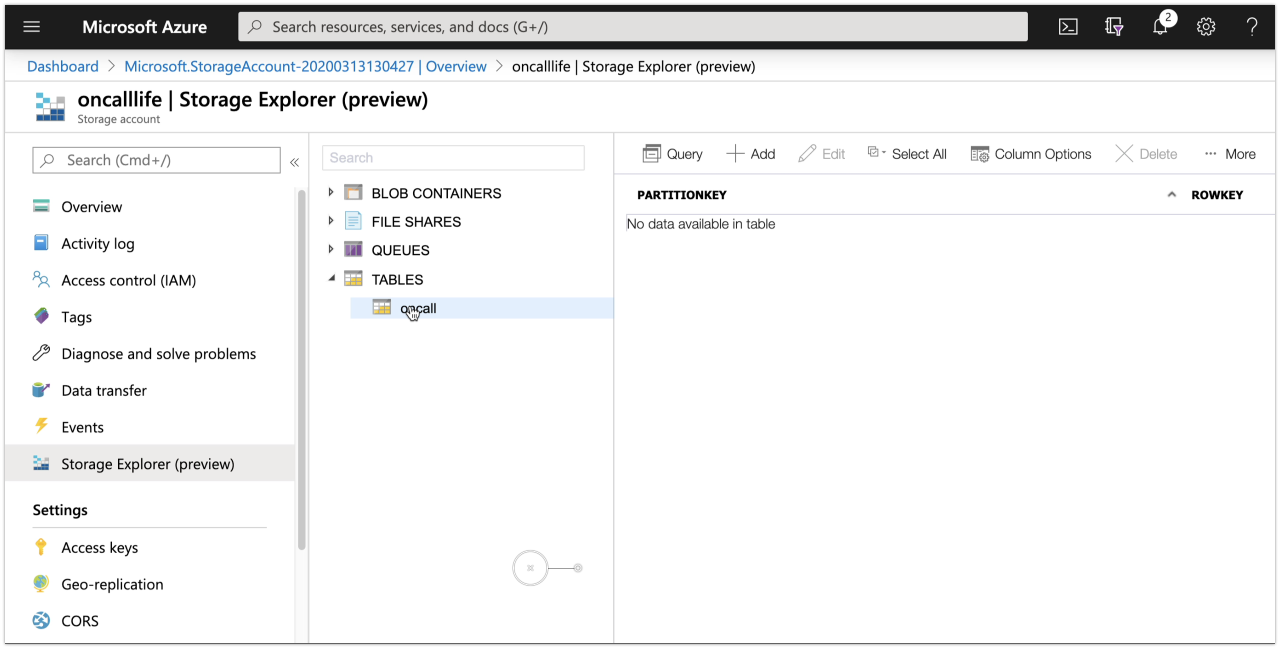 Microsoft Azure
Search resources, services, and docs (G+/)
2
Dashboard > Microsoft.StorageAccount-20200313130427 | Overview > oncalllife | Storage Explorer (preview)
oncalllife | Storage Explorer (preview)
Storage account
Search (Cmd+/)
Overview
Activity log
Access control (IAM)
Tags
Diagnose and solve problems
Data transfer
Events
Storage Explorer (preview)
Settings
Access keys
Geo-replication
CORS
Search
BLOB CONTAINERS
FILE SHARES
QUEUES
TABLES
oncall
Query Add Edit Select All Column Options Delete ... More
PARTITIONKEY ROWKEY
No data available in table